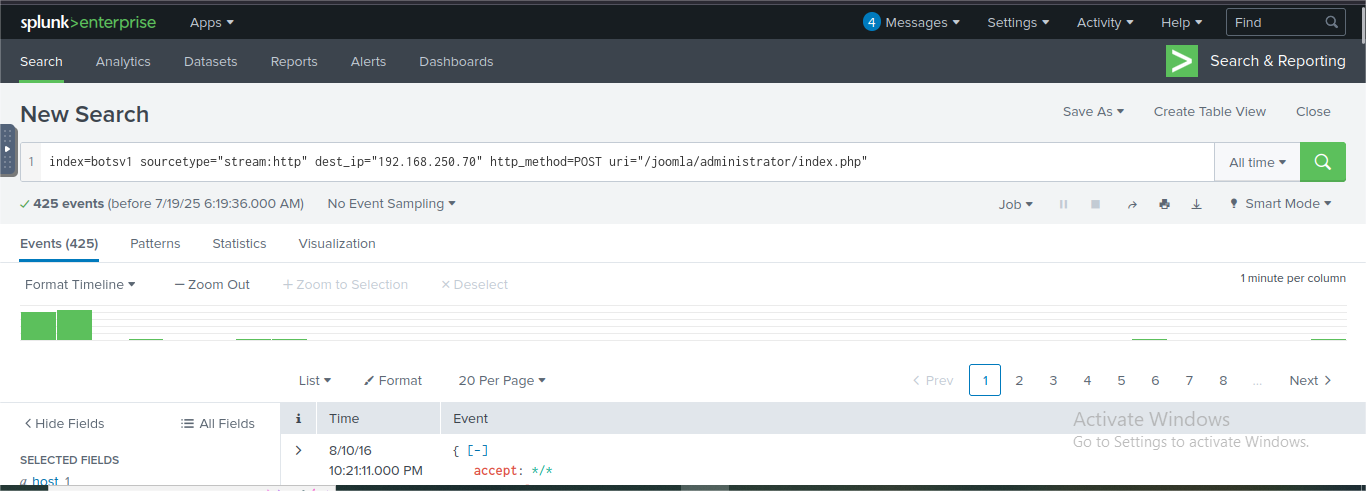 splunk>enterprise Apps 4 Messages Settings Activity Help Find
Search Analytics Datasets Reports Alerts Dashboards > Search & Reporting
New Search Save As Create Table View Close
1 index=botsv1 sourcetype="stream:http" dest_ip="192.168.250.70" http_method=POST uri="/joomla/administrator/index.php" All time
✓ 425 events (before 7/19/25 6:19:36.000 AM) No Event Sampling Job Smart Mode
Events (425) Patterns Statistics Visualization
Format Timeline — Zoom Out + Zoom to Selection × Deselect 1 minute per column
List Format 20 Per Page < Prev 1 2 3 4 5 6 7 8 ... Next >
< Hide Fields All Fields i Time Event
Activate Windows
Go to Settings to activate Windows.
SELECTED FIELDS > 8/10/16 { [-]
10:21:11.000 PM accept: */*
a host 1